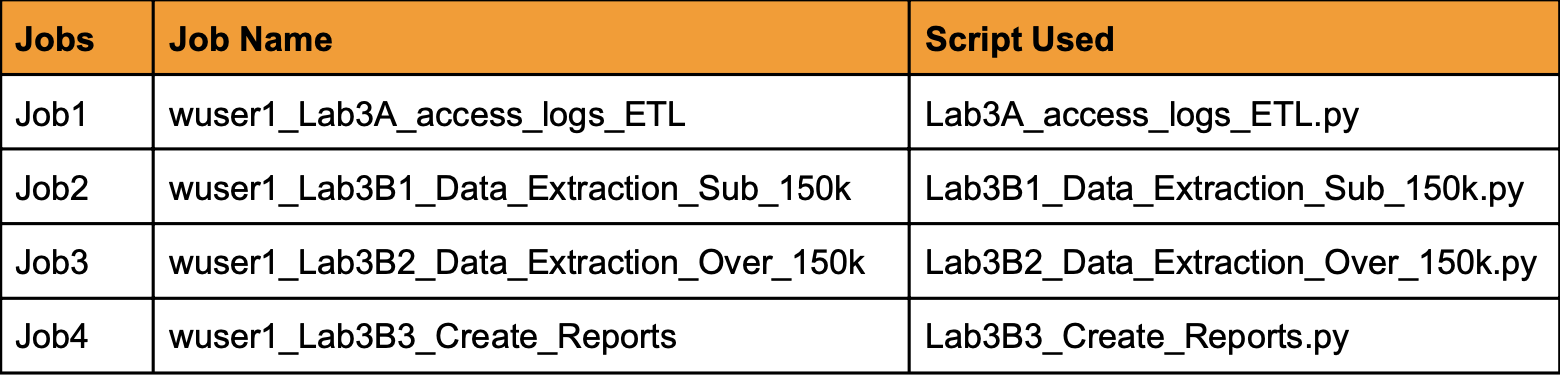 Jobs Job Name Script Used
Job1 wuser1_Lab3A_access_logs_ETL Lab3A_access_logs_ETL.py
Job2 wuser1_Lab3B1_Data_Extraction_Sub_150k Lab3B1_Data_Extraction_Sub_150k.py
Job3 wuser1_Lab3B2_Data_Extraction_Over_150k Lab3B2_Data_Extraction_Over_150k.py
Job4 wuser1_Lab3B3_Create_Reports Lab3B3_Create_Reports.py